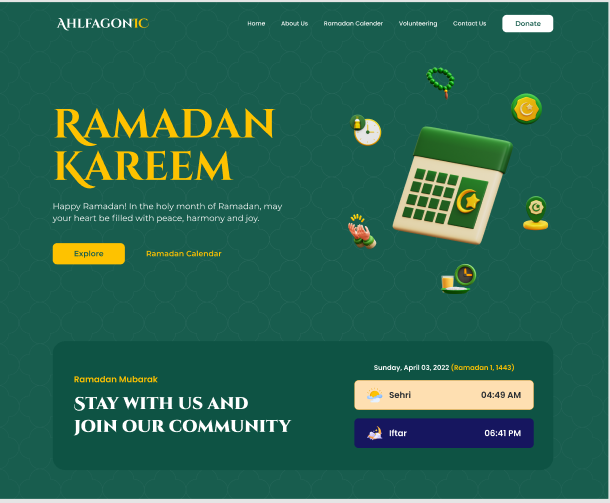 AHLFAGON'IC
Home About Us Ramadan Calender Volunteering Contact Us Donate
RAMADAN
KAREEM
Happy Ramadan! In the holy month of Ramadan, may
your heart be filled with peace, harmony and joy.
Explore Ramadan Calendar
Ramadan Mubarak
STAY WITH US AND
JOIN OUR COMMUNITY
Sunday, April 03, 2022 (Ramadan 1, 1443)
Sehri 04:49 AM
Iftar 06:41 PM